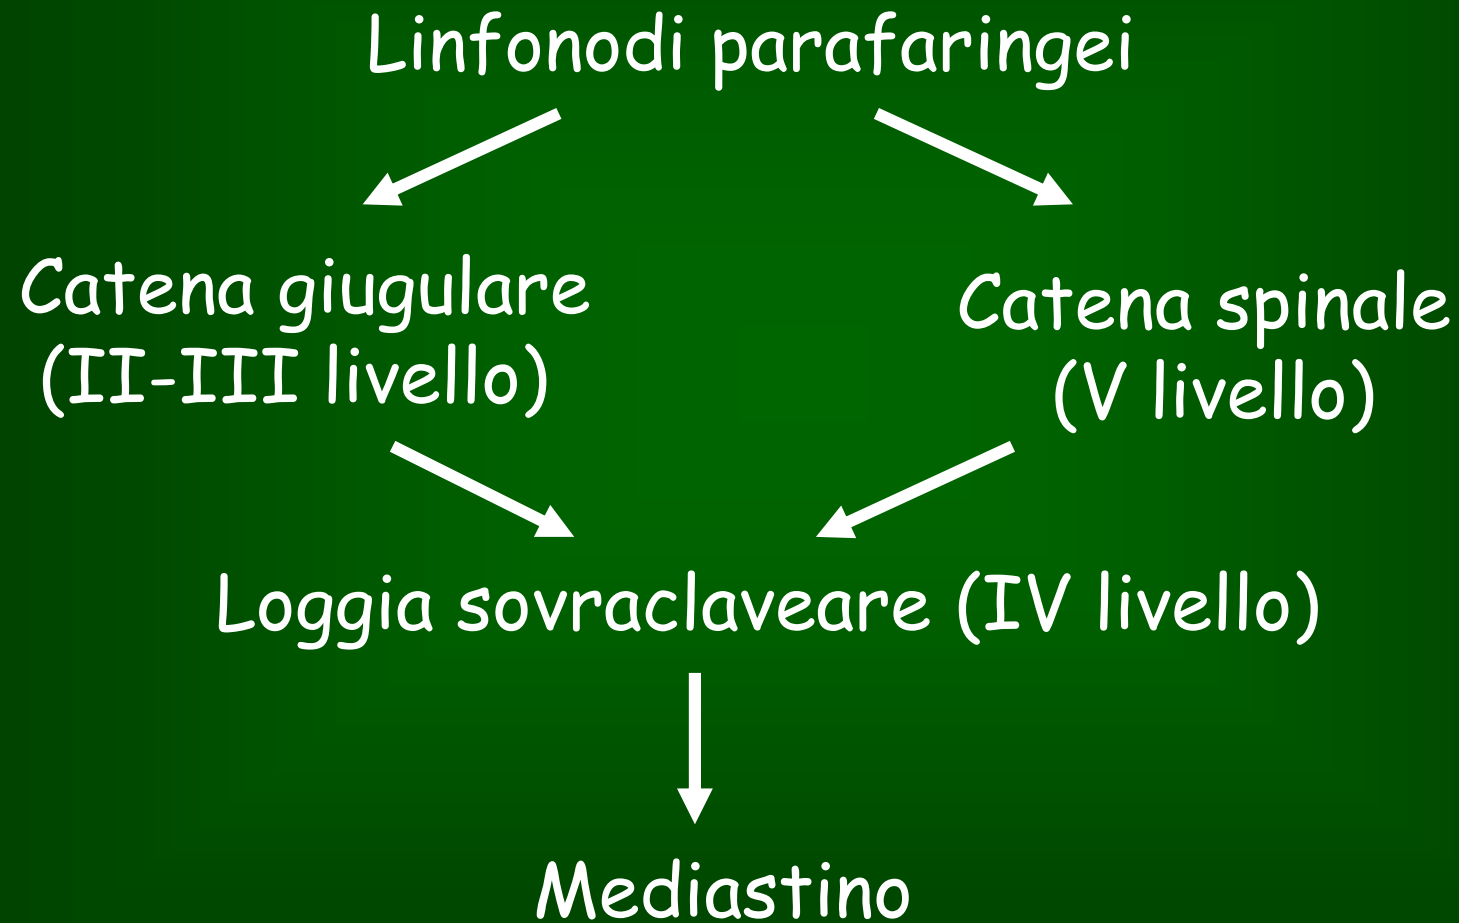 Linfonodi parafaringei
Catena giugulare
(II-III livello)
Catena spinale
(V livello)
Loggia sovraclaveare (IV livello)
Mediastino